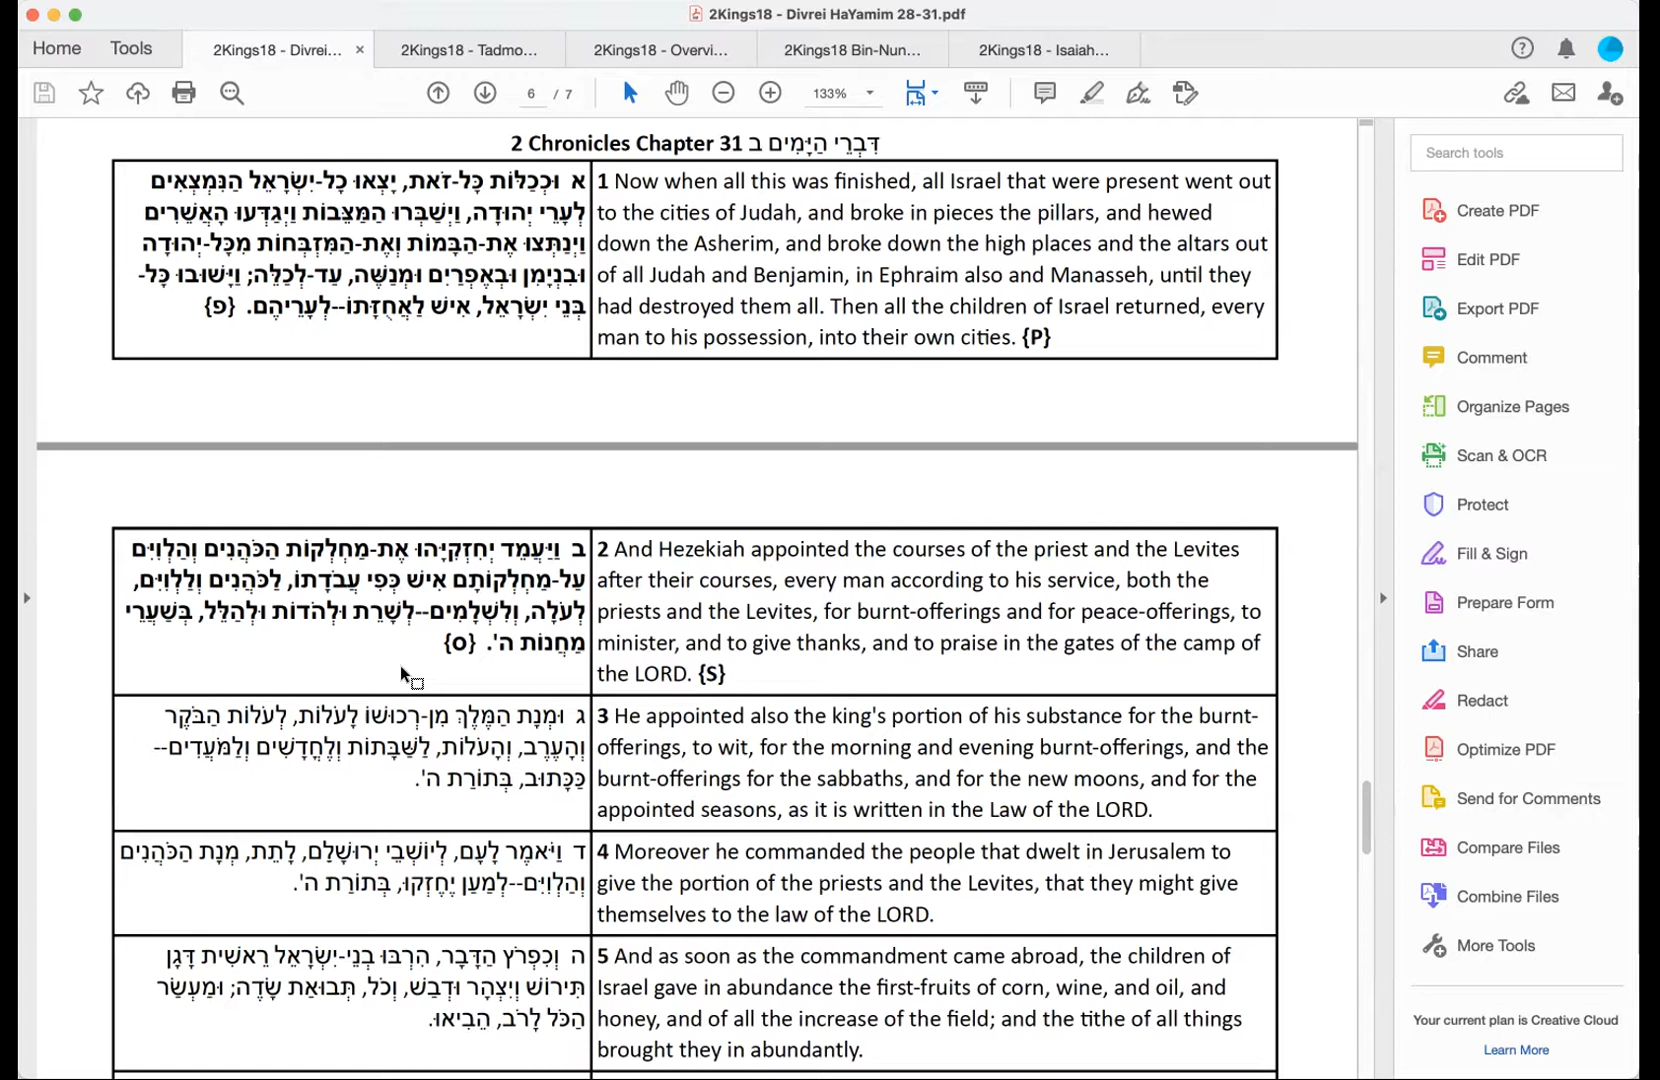 2Kings18 - Divrei HaYamim 28-31.pdf
Home
Tools
2Kings18 - Divrei...
2Kings18 - Tadmo...
2Kings18 - Overvi...
2Kings18 Bin-Nun...
2Kings18 - Isaiah...
6 / 7
133%
2 Chronicles Chapter 31 דִּבְרֵי הַיָּמִים ב
א וּכְכַלּוֹת כָּל-זֹאת, יָצְאוּ כָל-יִשְׂרָאֵל הַנִּמְצְאִים
לְעָרֵי יְהוּדָה, וַיְשַׁבְּרוּ הַמַּצֵּבוֹת וַיְגַדְּעוּ הָאֲשֵׁרִים
וַיְנַתְּצוּ אֶת-הַבָּמוֹת וְאֶת-הַמִּזְבְּחוֹת מִכָּל-יְהוּדָה
וּבִנְיָמִן וּבְאֶפְרַיִם וּמְנַשֶּׁה, עַד-לְכַלֵּה; וַיָּשׁוּבוּ כָּל-
בְּנֵי יִשְׂרָאֵל, אִישׁ לַאֲחֻזָּתוֹ--לְעָרֵיהֶם. {פ}
1 Now when all this was finished, all Israel that were present went out
to the cities of Judah, and broke in pieces the pillars, and hewed
down the Asherim, and broke down the high places and the altars out
of all Judah and Benjamin, in Ephraim also and Manasseh, until they
had destroyed them all. Then all the children of Israel returned, every
man to his possession, into their own cities. {P}
ב וַיַּעֲמֵד יְחִזְקִיָּהוּ אֶת-מַחְלְקוֹת הַכֹּהֲנִים וְהַלְוִיִּם
עַל-מַחְלְקוֹתָם אִישׁ כְּפִי עֲבֹדָתוֹ, לַכֹּהֲנִים וְלַלְוִיִּם,
לְעֹלָה, וְלִשְׁלָמִים--לְשָׁרֵת וּלְהֹדוֹת וּלְהַלֵּל, בְּשַׁעֲרֵי
מַחֲנוֹת ה'. {ס}
2 And Hezekiah appointed the courses of the priest and the Levites
after their courses, every man according to his service, both the
priests and the Levites, for burnt-offerings and for peace-offerings, to
minister, and to give thanks, and to praise in the gates of the camp of
the LORD. {S}
ג וּמְנָת הַמֶּלֶךְ מִן-רְכוּשׁוֹ לָעֹלוֹת, לְעֹלוֹת הַבֹּקֶר
וְהָעֶרֶב, וְהָעֹלוֹת, לַשַּׁבָּתוֹת וְלֶחֳדָשִׁים וְלַמֹּעֲדִים--
כַּכָּתוּב, בְּתוֹרַת ה'.
3 He appointed also the king's portion of his substance for the burnt-
offerings, to wit, for the morning and evening burnt-offerings, and the
burnt-offerings for the sabbaths, and for the new moons, and for the
appointed seasons, as it is written in the Law of the LORD.
ד וַיֹּאמֶר לָעָם, לְיוֹשְׁבֵי יְרוּשָׁלִַם, לָתֵת, מְנָת הַכֹּהֲנִים
וְהַלְוִיִּם--לְמַעַן יֶחֶזְקוּ, בְּתוֹרַת ה'.
4 Moreover he commanded the people that dwelt in Jerusalem to
give the portion of the priests and the Levites, that they might give
themselves to the law of the LORD.
ה וְכִפְרֹץ הַדָּבָר, הִרְבּוּ בְנֵי-יִשְׂרָאֵל רֵאשִׁית דָּגָן
תִּירוֹשׁ וְיִצְהָר וּדְבַשׁ, וְכֹל, תְּבוּאַת שָׂדֶה; וּמַעְשַׂר
הַכֹּל לָרֹב, הֵבִיאוּ.
5 And as soon as the commandment came abroad, the children of
Israel gave in abundance the first-fruits of corn, wine, and oil, and
honey, and of all the increase of the field; and the tithe of all things
brought they in abundantly.
Search tools
Create PDF
Edit PDF
Export PDF
Comment
Organize Pages
Scan & OCR
Protect
Fill & Sign
Prepare Form
Share
Redact
Optimize PDF
Send for Comments
Compare Files
Combine Files
More Tools
Your current plan is Creative Cloud
Learn More